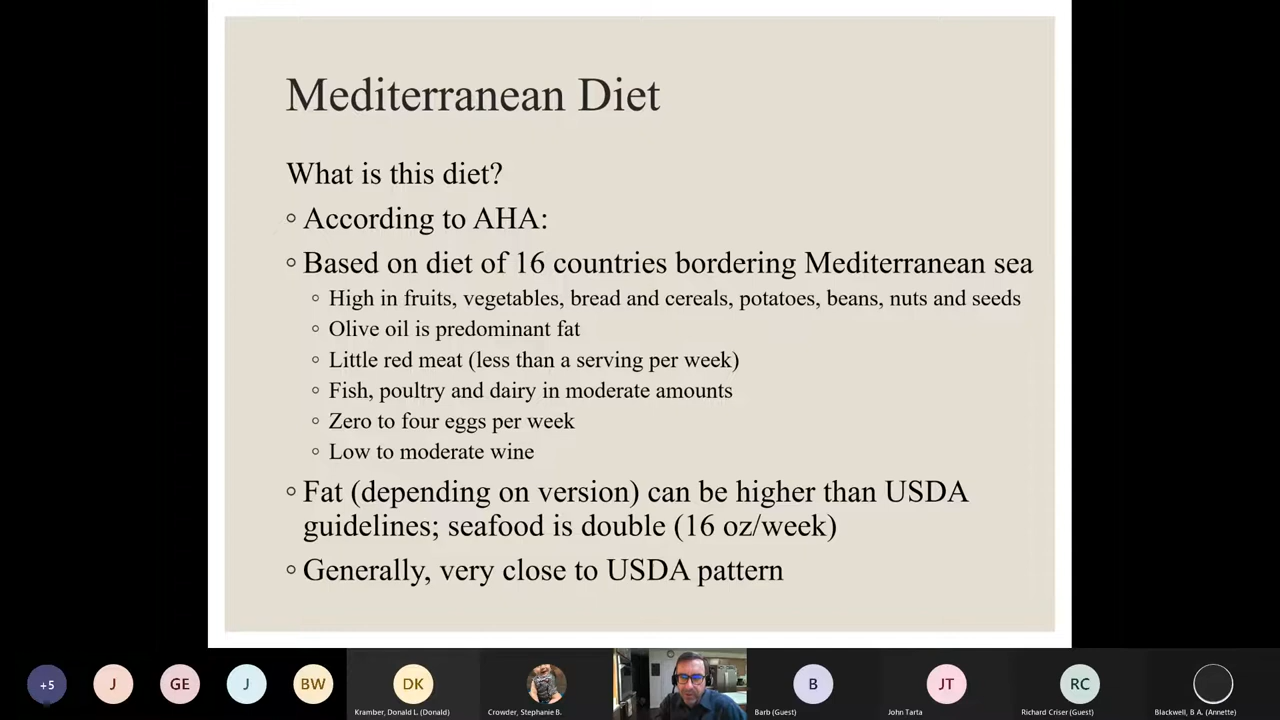 Mediterranean Diet
What is this diet?
◦ According to AHA:
◦ Based on diet of 16 countries bordering Mediterranean sea
◦ High in fruits, vegetables, bread and cereals, potatoes, beans, nuts and seeds
◦ Olive oil is predominant fat
◦ Little red meat (less than a serving per week)
◦ Fish, poultry and dairy in moderate amounts
◦ Zero to four eggs per week
◦ Low to moderate wine
◦ Fat (depending on version) can be higher than USDA
guidelines; seafood is double (16 oz/week)
◦ Generally, very close to USDA pattern
+5
J
GE
J
BW
DK
B
JT
RC
Kramber, Donald L. (Donald)
Crowder, Stephanie B.
Barb (Guest)
John Tarta
Richard Criser (Guest)
Blackwell, B A. (Annette)